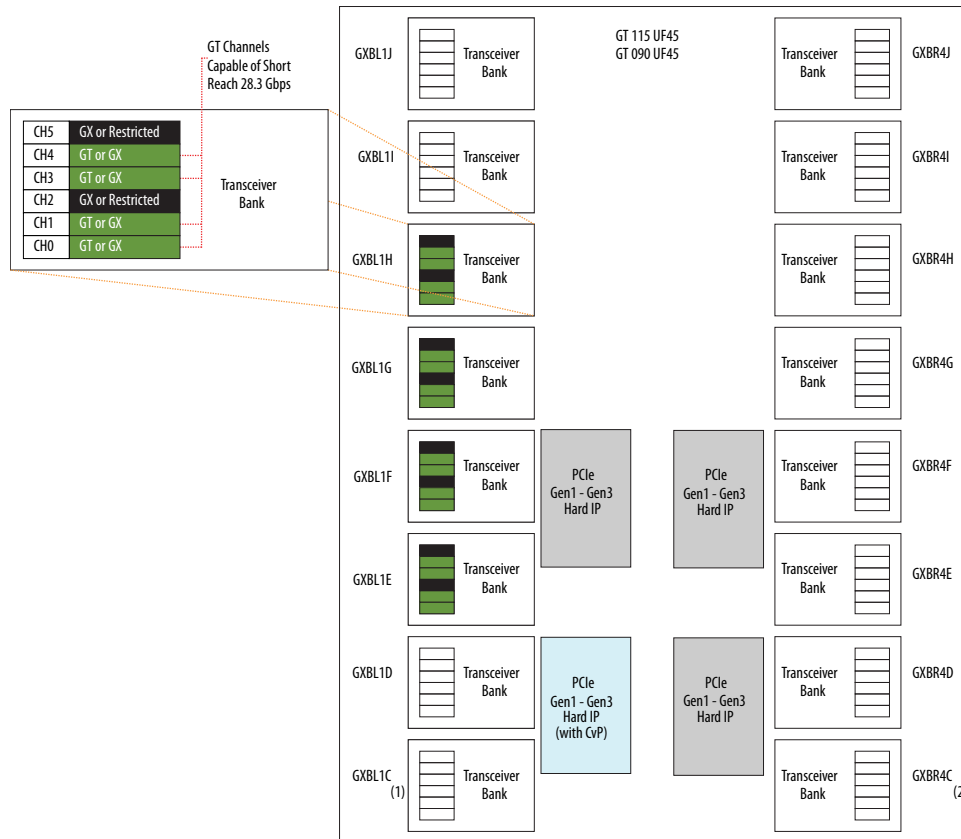 GT Channels
Capable of Short
Reach 28.3 Gbps
CH5 GX or Restricted
CH4 GT or GX
CH3 GT or GX
CH2 GX or Restricted
CH1 GT or GX
CH0 GT or GX
Transceiver
Bank
GT 115 UF45
GT 090 UF45
GXBL1J
Transceiver
Bank
Transceiver
Bank
GXBR4J
GXBL1I
Transceiver
Bank
Transceiver
Bank
GXBR4I
GXBL1H
Transceiver
Bank
Transceiver
Bank
GXBR4H
GXBL1G
Transceiver
Bank
Transceiver
Bank
GXBR4G
GXBL1F
Transceiver
Bank
PCIe
Gen1 - Gen3
Hard IP
PCIe
Gen1 - Gen3
Hard IP
Transceiver
Bank
GXBR4F
GXBL1E
Transceiver
Bank
Transceiver
Bank
GXBR4E
GXBL1D
Transceiver
Bank
PCIe
Gen1 - Gen3
Hard IP
(with CvP)
PCIe
Gen1 - Gen3
Hard IP
Transceiver
Bank
GXBR4D
GXBL1C
(1)
Transceiver
Bank
Transceiver
Bank
GXBR4C
(2